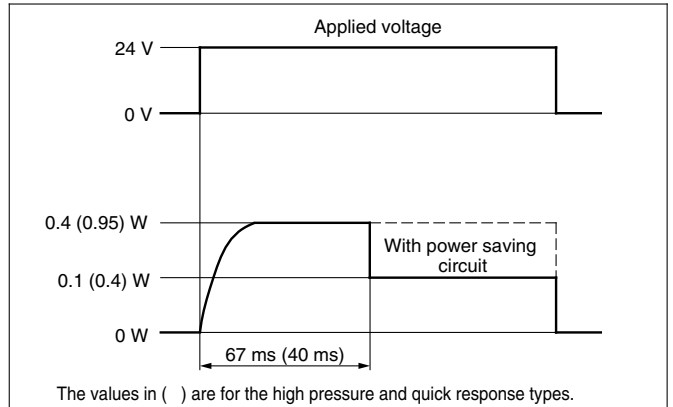 Applied voltage
24 V
0 V
0.4 (0.95) W
With power saving
circuit
0.1 (0.4) W
0 W
67 ms (40 ms)
The values in (  ) are for the high pressure and quick response types.